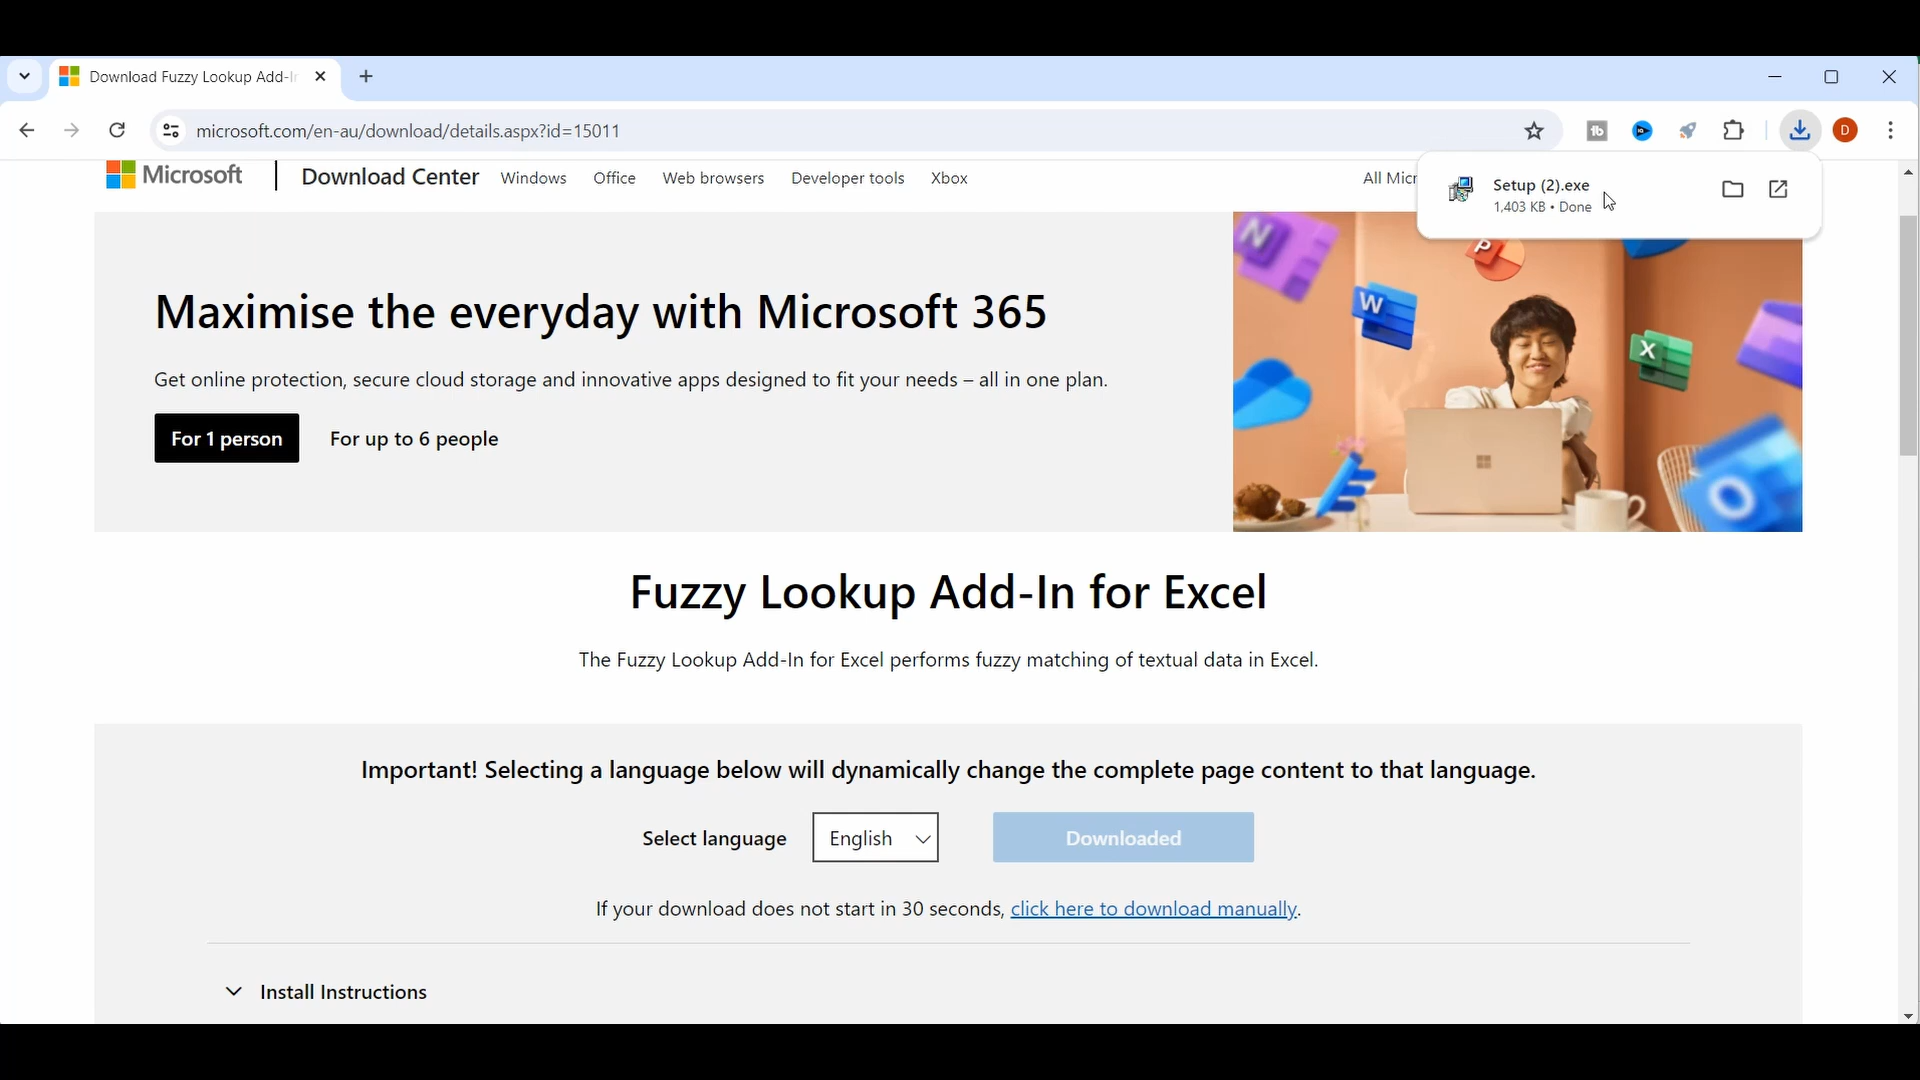 Download Fuzzy Lookup Add-Ir
microsoft.com/en-au/download/details.aspx?id=15011
D
Setup (2).exe
1,403 KB • Done
Microsoft
Download Center
Windows
Office
Web browsers
Developer tools
Xbox
All Micr
N
P
W
X
O
Maximise the everyday with Microsoft 365
Get online protection, secure cloud storage and innovative apps designed to fit your needs – all in one plan.
For 1 person
For up to 6 people
Fuzzy Lookup Add-In for Excel
The Fuzzy Lookup Add-In for Excel performs fuzzy matching of textual data in Excel.
Important! Selecting a language below will dynamically change the complete page content to that language.
Select language
English
Downloaded
If your download does not start in 30 seconds, click here to download manually.
Install Instructions